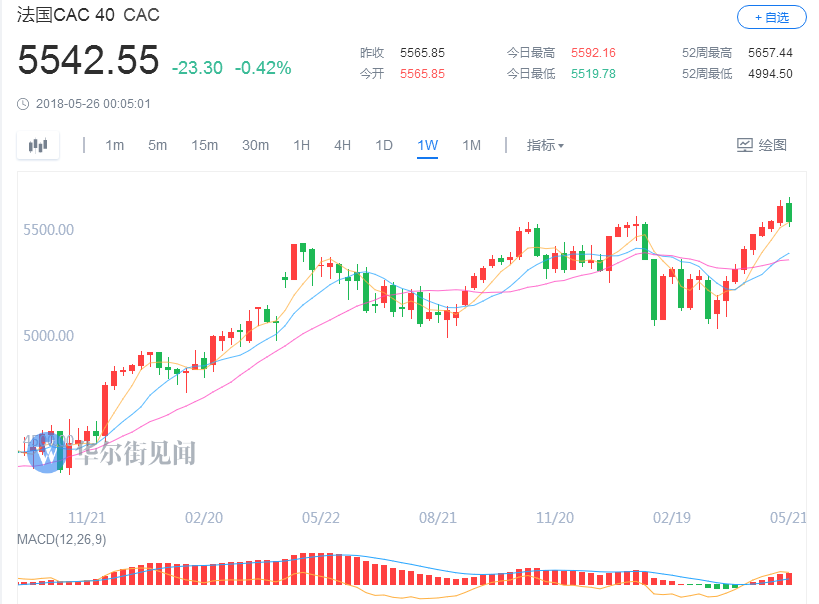 法国CAC 40 CAC
+ 自选
5542.55 -23.30 -0.42%
昨收 5565.85 今日最高 5592.16 52周最高 5657.44
今开 5565.85 今日最低 5519.78 52周最低 4994.50
2018-05-26 00:05:01
1m 5m 15m 30m 1H 4H 1D 1W 1M 指标 绘图
5500.00
5000.00
华尔街见闻
11/21 02/20 05/22 08/21 11/20 02/19 05/21
MACD(12,26,9)